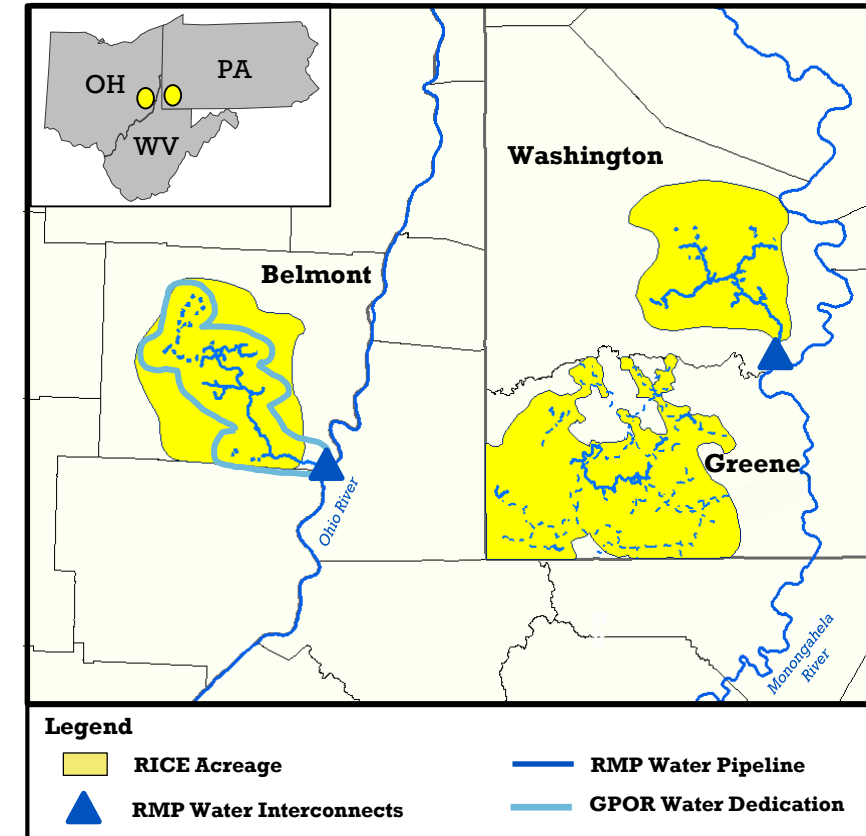 OH
PA
WV
Washington
Belmont
Greene
Ohio River
Monongahela
River
Legend
RICE Acreage
RMP Water Pipeline
RMP Water Interconnects
GPOR Water Dedication